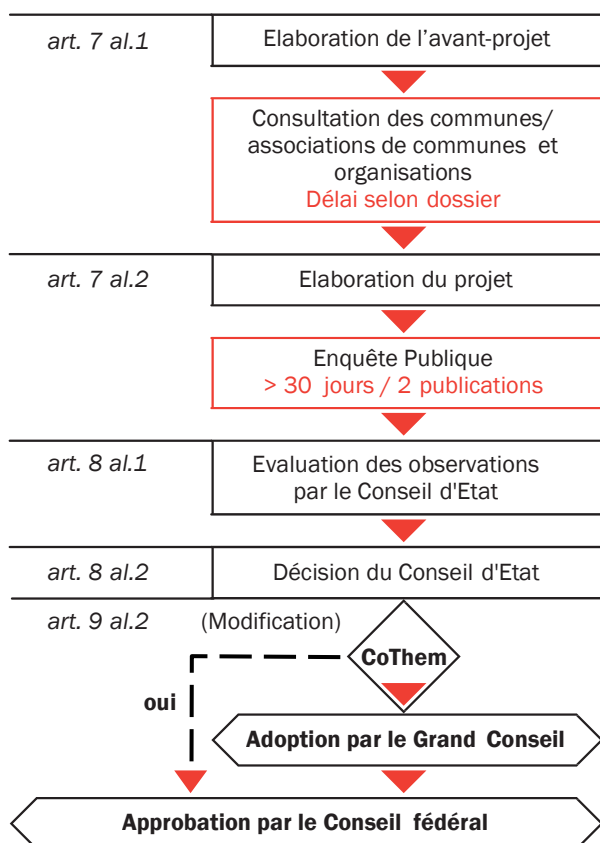 art. 7 al.1
Elaboration de l’avant-projet
Consultation des communes/
associations de communes et
organisations
Délai selon dossier
art. 7 al.2
Elaboration du projet
Enquête Publique
> 30 jours / 2 publications
art. 8 al.1
Evaluation des observations
par le Conseil d'Etat
art. 8 al.2
Décision du Conseil d'Etat
art. 9 al.2
(Modification)
CoThem
oui
Adoption par le Grand Conseil
Approbation par le Conseil fédéral